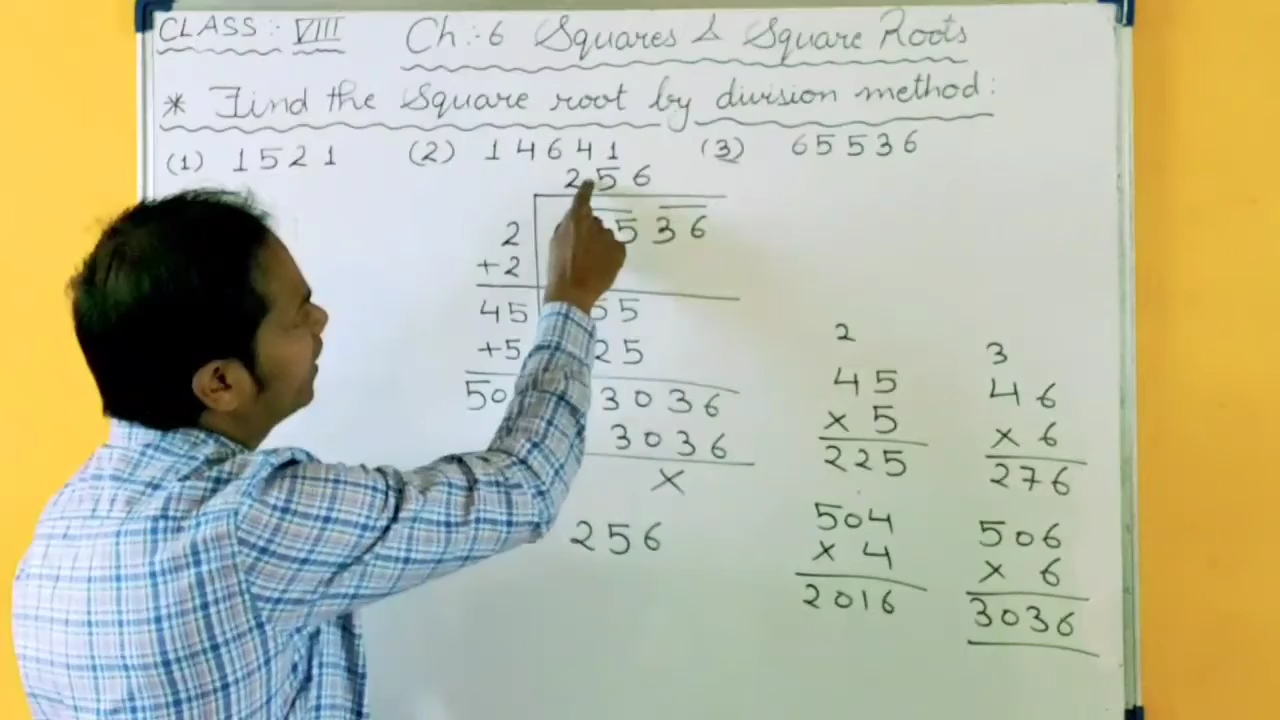 CLASS :- VIII Ch:-6 Squares & Square Roots
* Find the Square root by division method:
(1) 1521 (2) 14641 (3) 65536
256
2 5 36
+2
45 55
+5 25
50 3036
3036
X
256
2
45
x 5
225
504
x 4
2016
3
46
x 6
276
506
x 6
3036